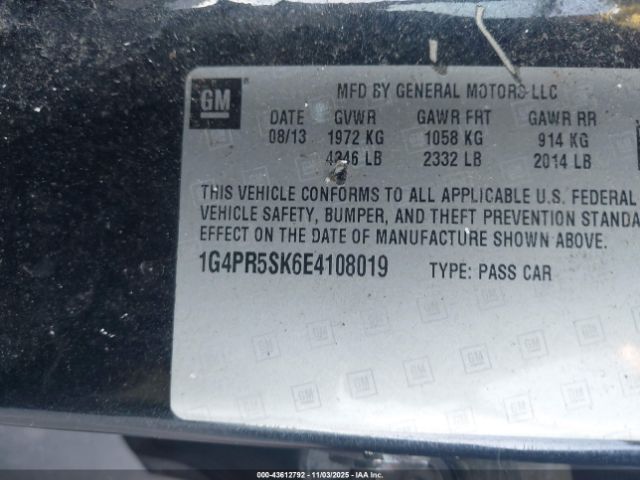 GM
MFD BY GENERAL MOTORS LLC
DATE GVWR GAWR FRT GAWR RR
08/13 1972 KG 1058 KG 914 KG
4346 LB 2332 LB 2014 LB
THIS VEHICLE CONFORMS TO ALL APPLICABLE U.S. FEDERAL
VEHICLE SAFETY, BUMPER, AND THEFT PREVENTION STANDA
EFFECT ON THE DATE OF MANUFACTURE SHOWN ABOVE.
1G4PR5SK6E4108019 TYPE: PASS CAR
000-43612792 - 11/03/2025 - IAAI.COM